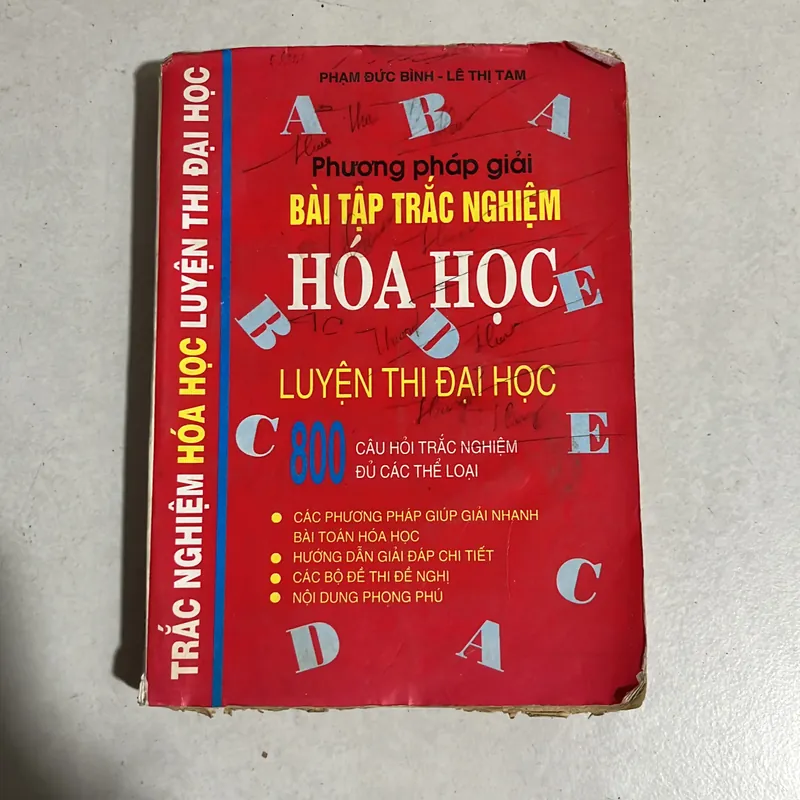 TRẮC NGHIỆM HÓA HỌC LUYỆN THI ĐẠI HỌC
PHẠM ĐỨC BÌNH - LÊ THỊ TAM
A B A
Phương pháp giải
BÀI TẬP TRẮC NGHIỆM
HÓA HỌC
E
B D
LUYỆN THI ĐẠI HỌC
C E
800 CÂU HỎI TRẮC NGHIỆM
ĐỦ CÁC THỂ LOẠI
CÁC PHƯƠNG PHÁP GIÚP GIẢI NHANH
BÀI TOÁN HÓA HỌC
HƯỚNG DẪN GIẢI ĐÁP CHI TIẾT
CÁC BỘ ĐỀ THI ĐỀ NGHỊ
C
NỘI DUNG PHONG PHÚ
D A